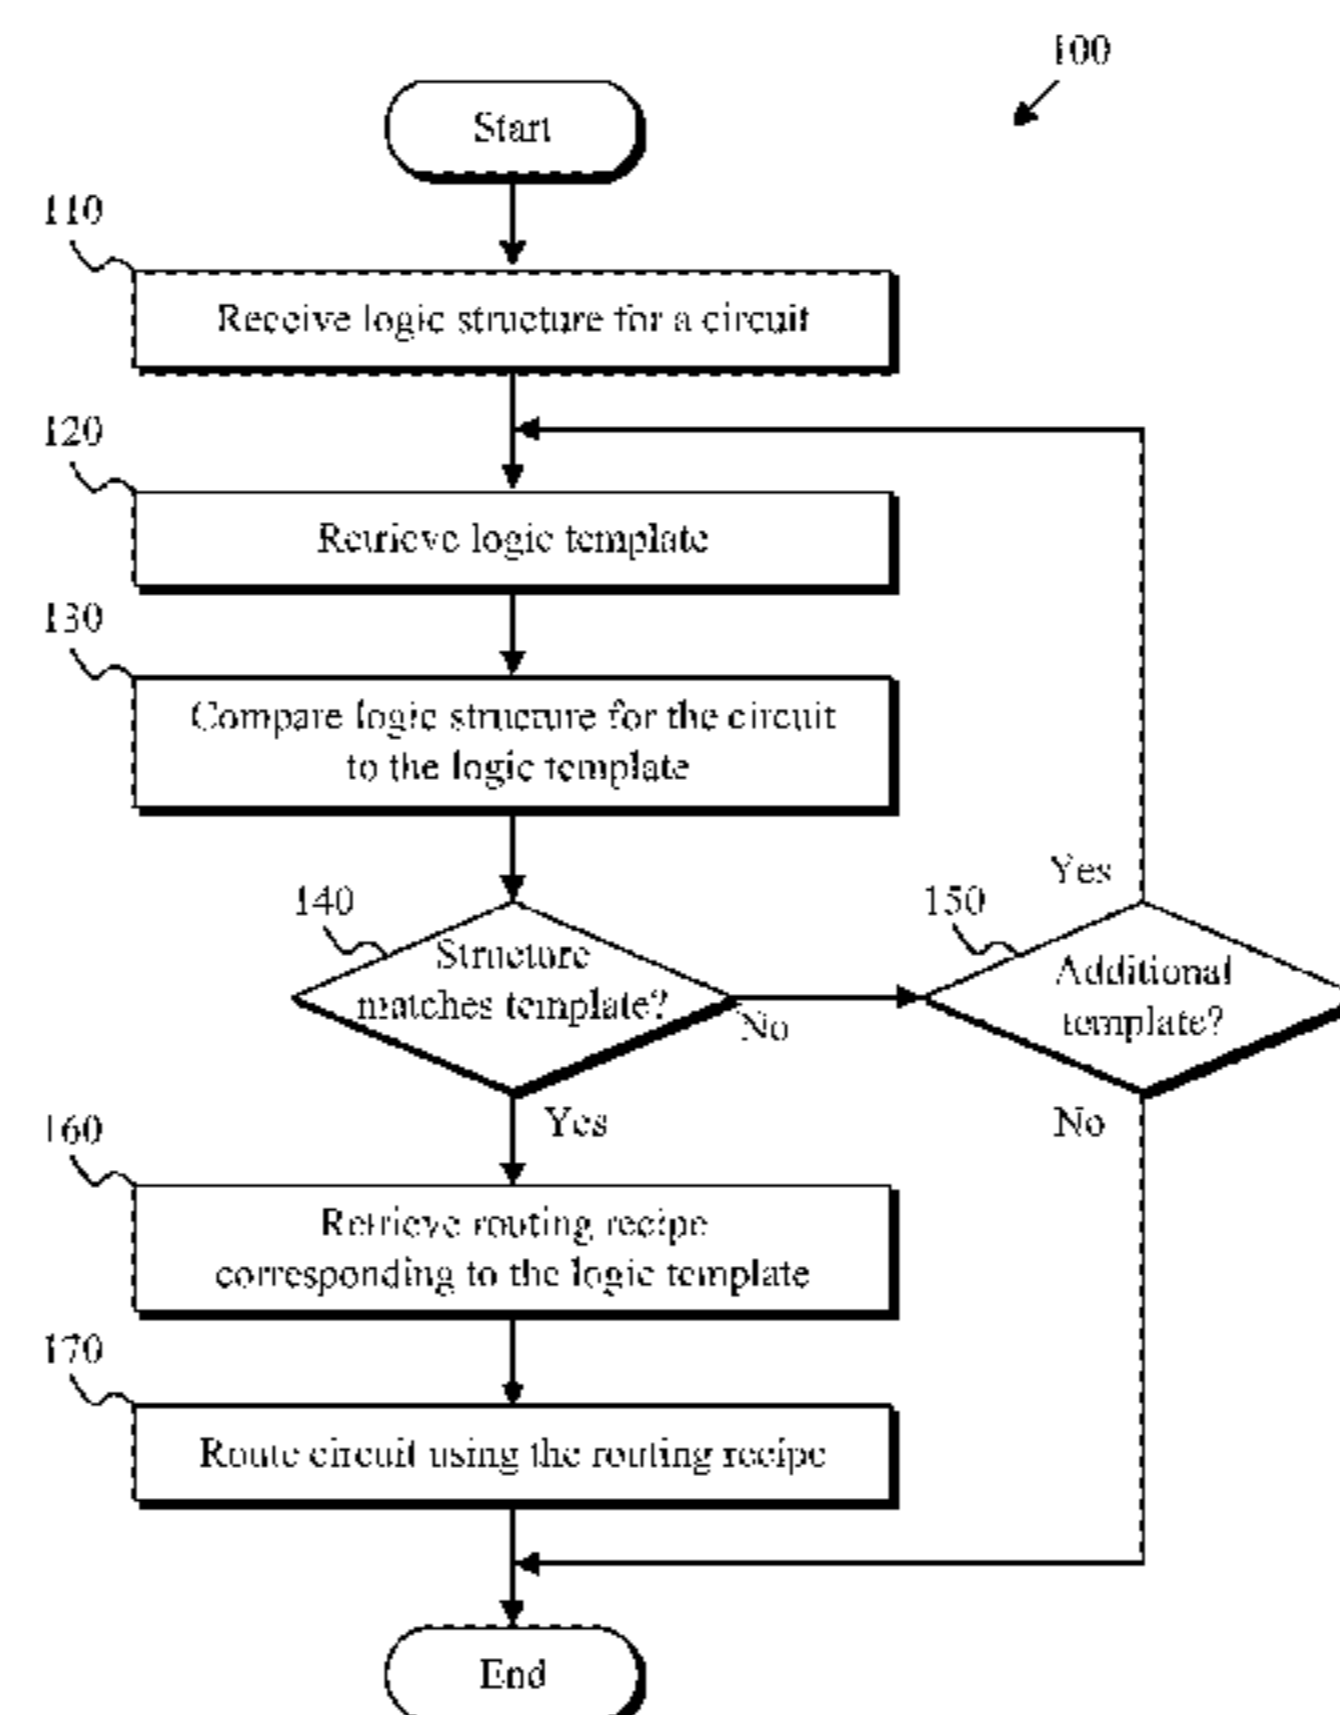 100
Start
110
Receive logic structure for a circuit
120
Retrieve logic template
130
Compare logic structure for the circuit
to the logic template
140
Structure
matches template?
No
Yes
150
Additional
template?
Yes
No
160
Retrieve routing recipe
corresponding to the logic template
170
Route circuit using the routing recipe
End